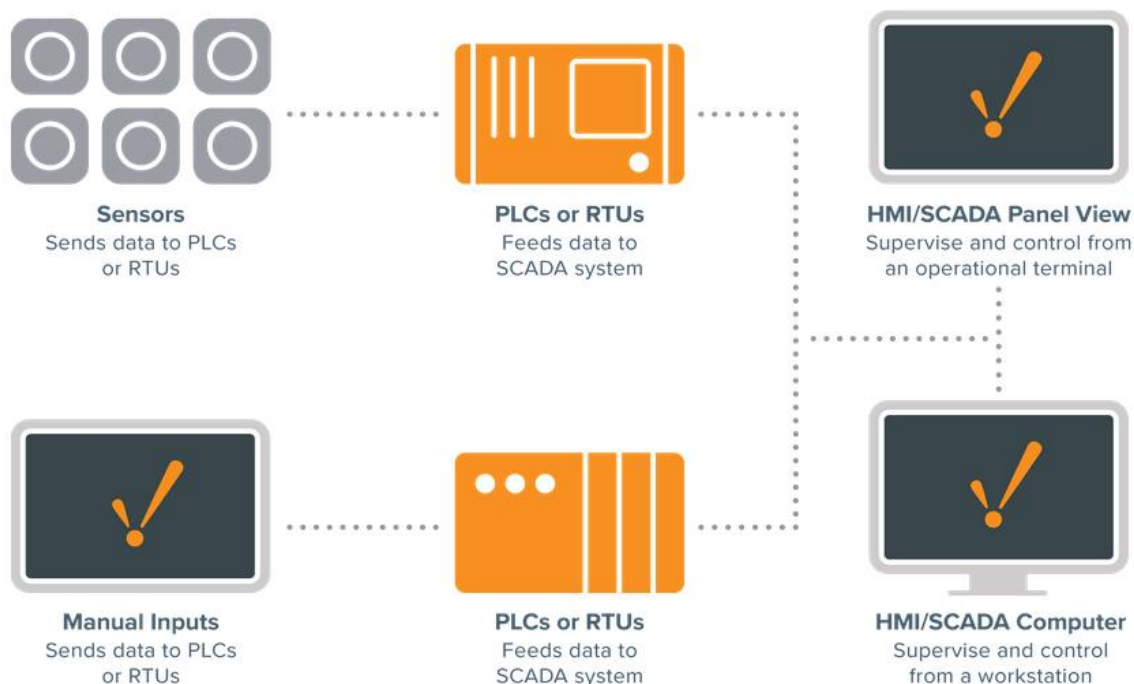 Sensors
Sends data to PLCs
or RTUs
PLCs or RTUs
Feeds data to
SCADA system
HMI/SCADA Panel View
Supervise and control from
an operational terminal
Manual Inputs
Sends data to PLCs
or RTUs
PLCs or RTUs
Feeds data to
SCADA system
HMI/SCADA Computer
Supervise and control
from a workstation